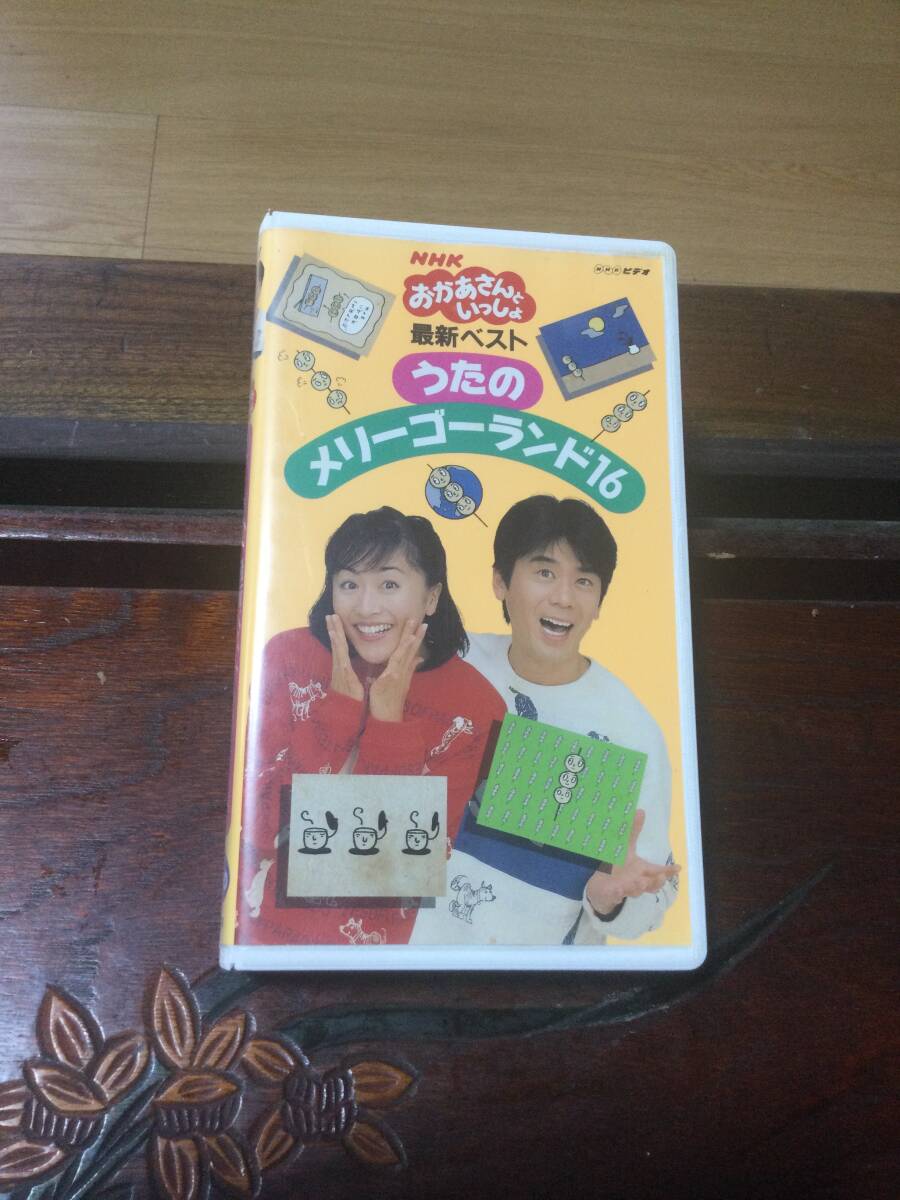 NHK
NHKビデオ
おかあさんと
いっしょ
最新ベスト
うたの
メリーゴーランド16